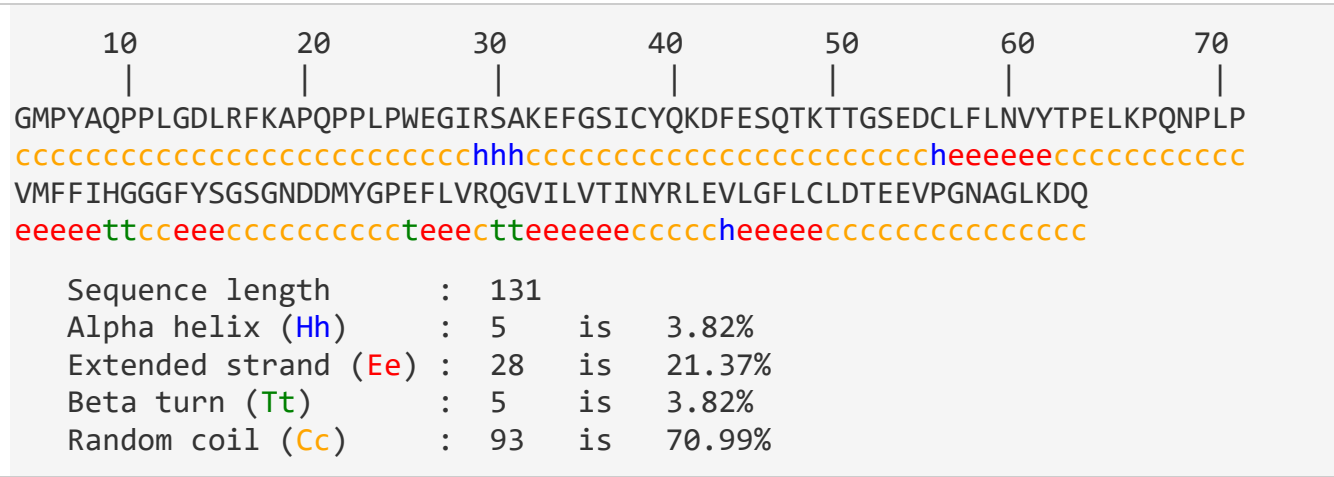 10 20 30 40 50 60 70
| | | | | | |
GMPYAQPPLGDLRFKAPQPPLPWEGIRSAKEFGSICYQKDFESQTKTTGSEDCLFLNVYTPELKPQNPLP
cccccccccccccccccccccccccchhhcccccccccccccccccccccccheeeeeeccccccccccc
VMFFIHGGGFYSGSGNDDMYGPEFLVRQGVILVTINYRLEVLGFLCLDTEEVPGNAGLKDQ
eeeeettcceeeccccccccccteeectteeeeeecccccheeeeeccccccccccccccc
Sequence length : 131
Alpha helix (Hh) : 5 is 3.82%
Extended strand (Ee) : 28 is 21.37%
Beta turn (Tt) : 5 is 3.82%
Random coil (Cc) : 93 is 70.99%